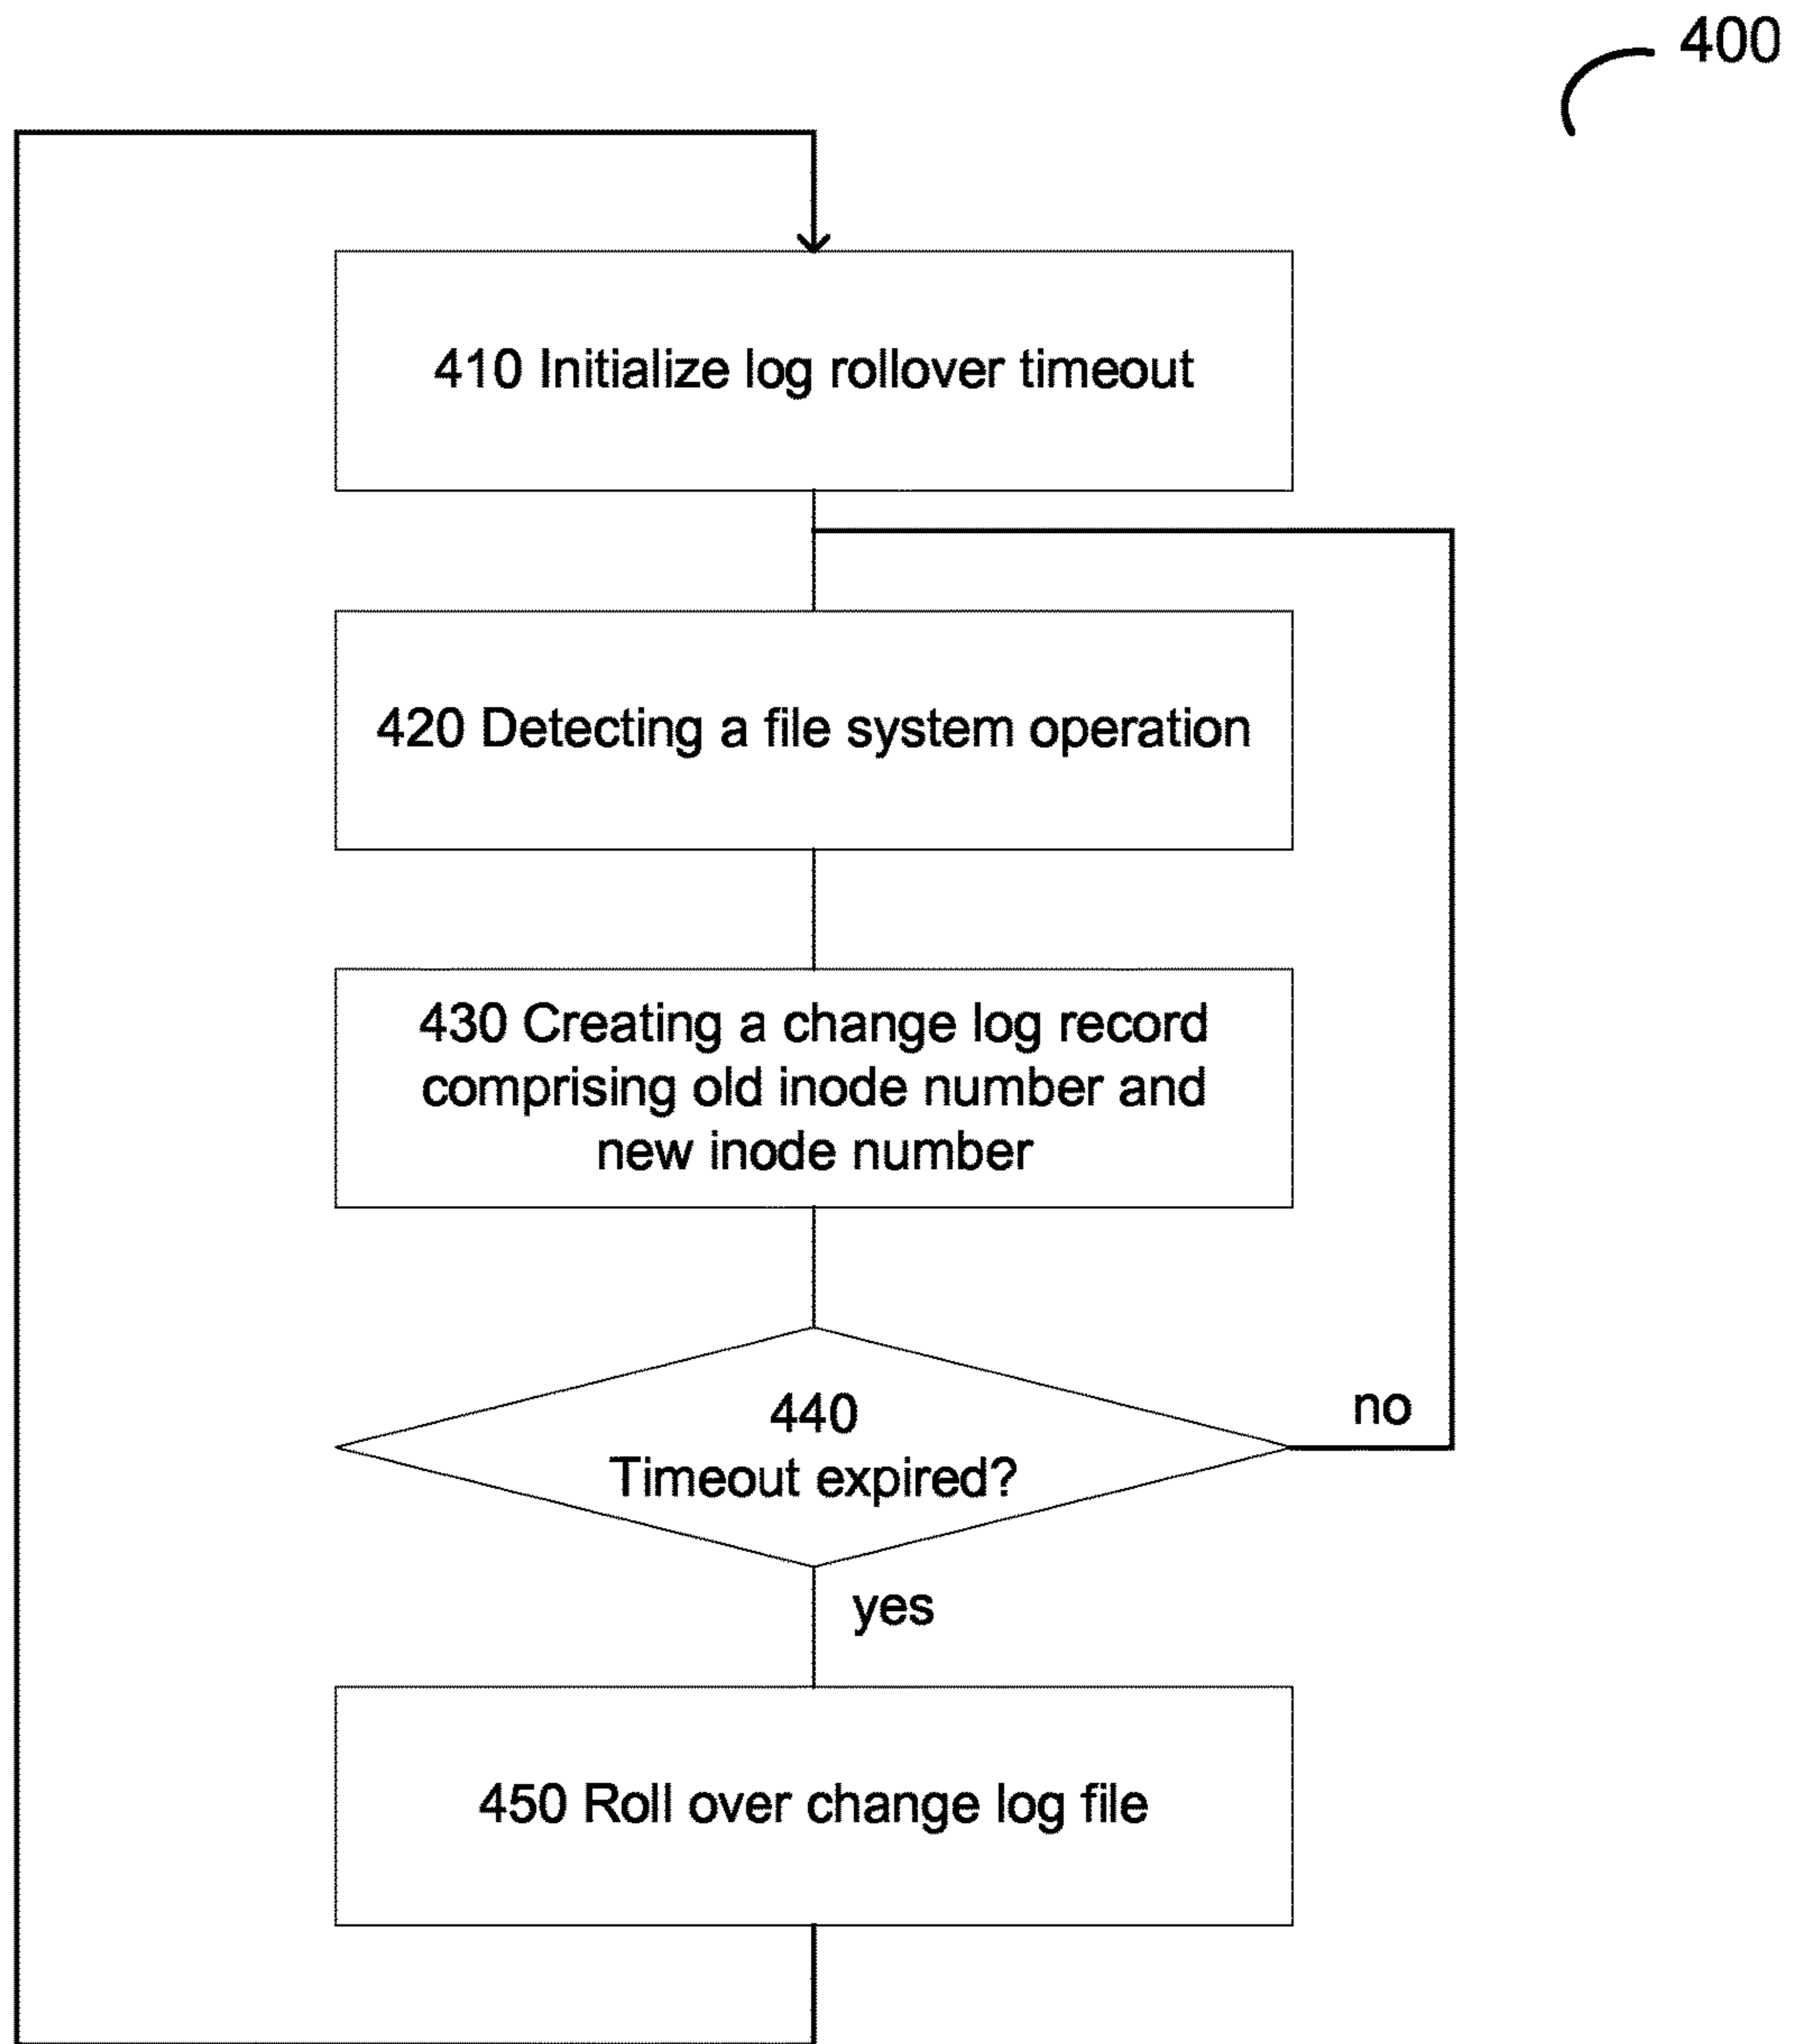 400
410 Initialize log rollover timeout
420 Detecting a file system operation
430 Creating a change log record
comprising old inode number and
new inode number
440
Timeout expired?
no
yes
450 Roll over change log file